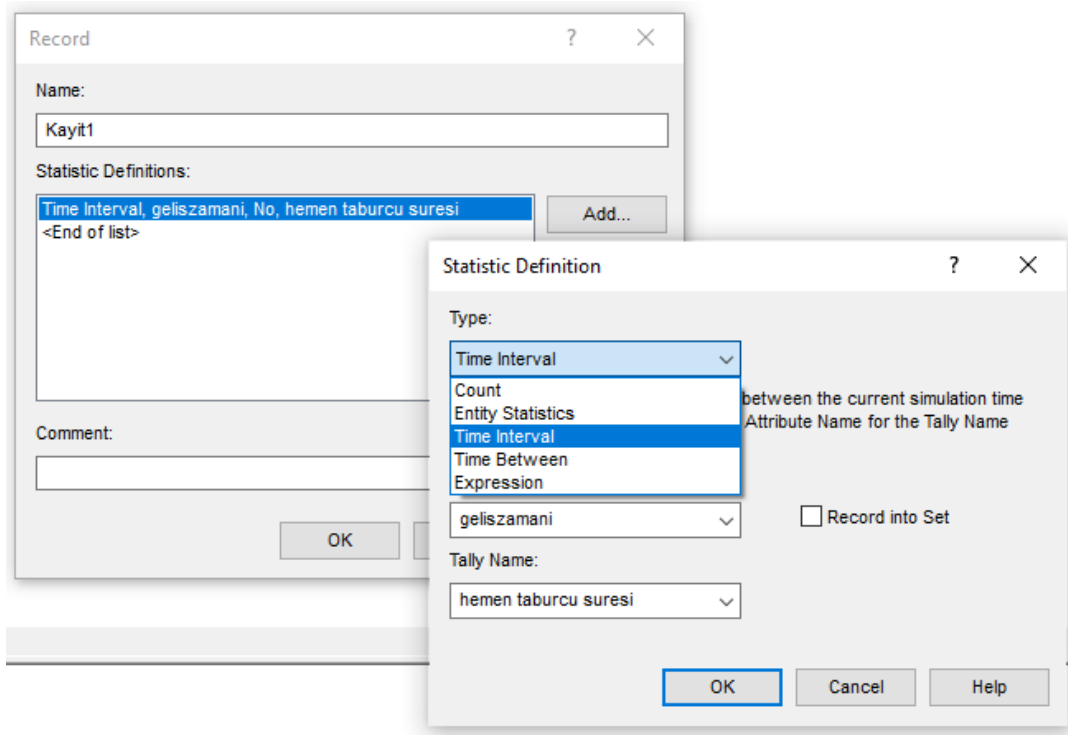 Record
?
Name:
Kayit1
Statistic Definitions:
Time Interval, geliszamani, No, hemen taburcu suresi
<End of list>
Add...
Comment:
OK
Statistic Definition
?
Type:
Time Interval
Count
Entity Statistics
Time Interval
Time Between
Expression
between the current simulation time
Attribute Name for the Tally Name
geliszamani
Record into Set
Tally Name:
hemen taburcu suresi
OK
Cancel
Help